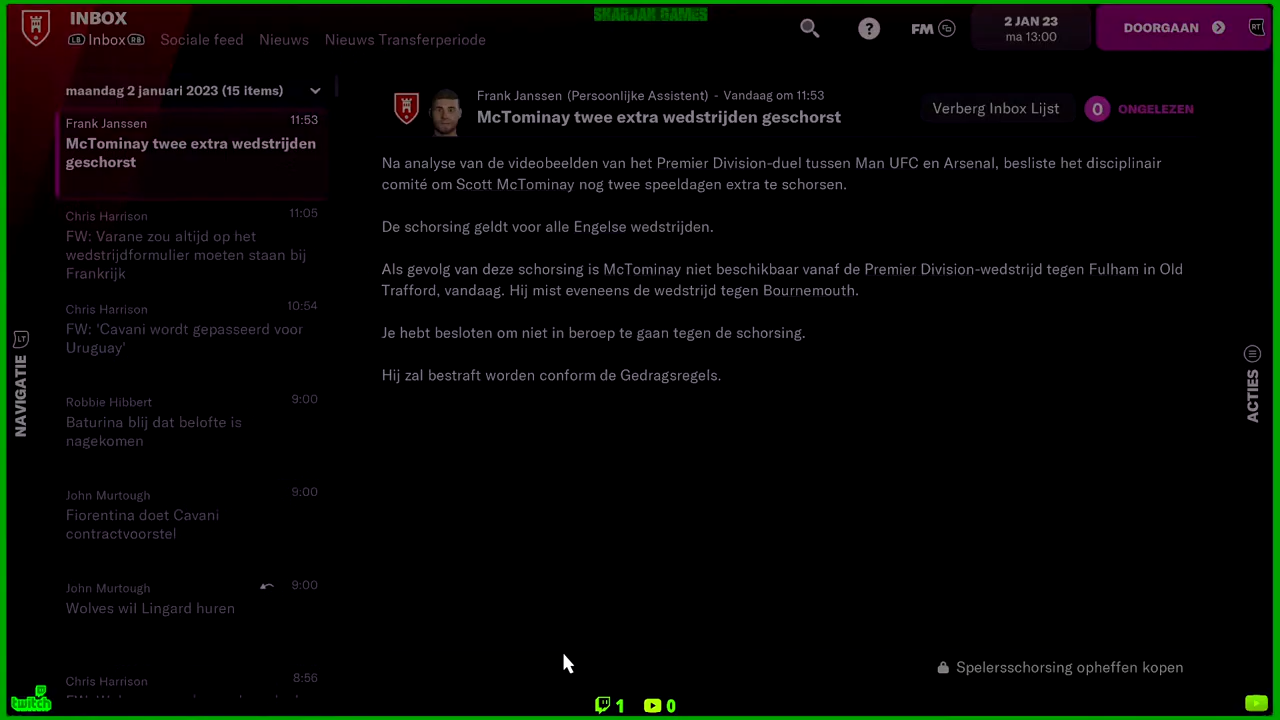 SKARJAK GAMES
INBOX
LB Inbox RB Sociale feed Nieuws Nieuws Transferperiode
FM
2 JAN 23
ma 13:00
DOORGAAN
RT
maandag 2 januari 2023 (15 items)
Frank Janssen 11:53
McTominay twee extra wedstrijden
geschorst
Chris Harrison 11:05
FW: Varane zou altijd op het
wedstrijdformulier moeten staan bij
Frankrijk
Chris Harrison 10:54
FW: 'Cavani wordt gepasseerd voor
Uruguay'
Robbie Hibbert 9:00
Baturina blij dat belofte is
nagekomen
John Murtough 9:00
Fiorentina doet Cavani
contractvoorstel
John Murtough 9:00
Wolves wil Lingard huren
Chris Harrison 8:56
LT
NAVIGATIE
Frank Janssen (Persoonlijke Assistent) - Vandaag om 11:53
McTominay twee extra wedstrijden geschorst
Verberg Inbox Lijst
0 ONGELEZEN
Na analyse van de videobeelden van het Premier Division-duel tussen Man UFC en Arsenal, besliste het disciplinair
comité om Scott McTominay nog twee speeldagen extra te schorsen.
De schorsing geldt voor alle Engelse wedstrijden.
Als gevolg van deze schorsing is McTominay niet beschikbaar vanaf de Premier Division-wedstrijd tegen Fulham in Old
Trafford, vandaag. Hij mist eveneens de wedstrijd tegen Bournemouth.
Je hebt besloten om niet in beroep te gaan tegen de schorsing.
Hij zal bestraft worden conform de Gedragsregels.
ACTIES
Spelersschorsing opheffen kopen
twitch
1 0